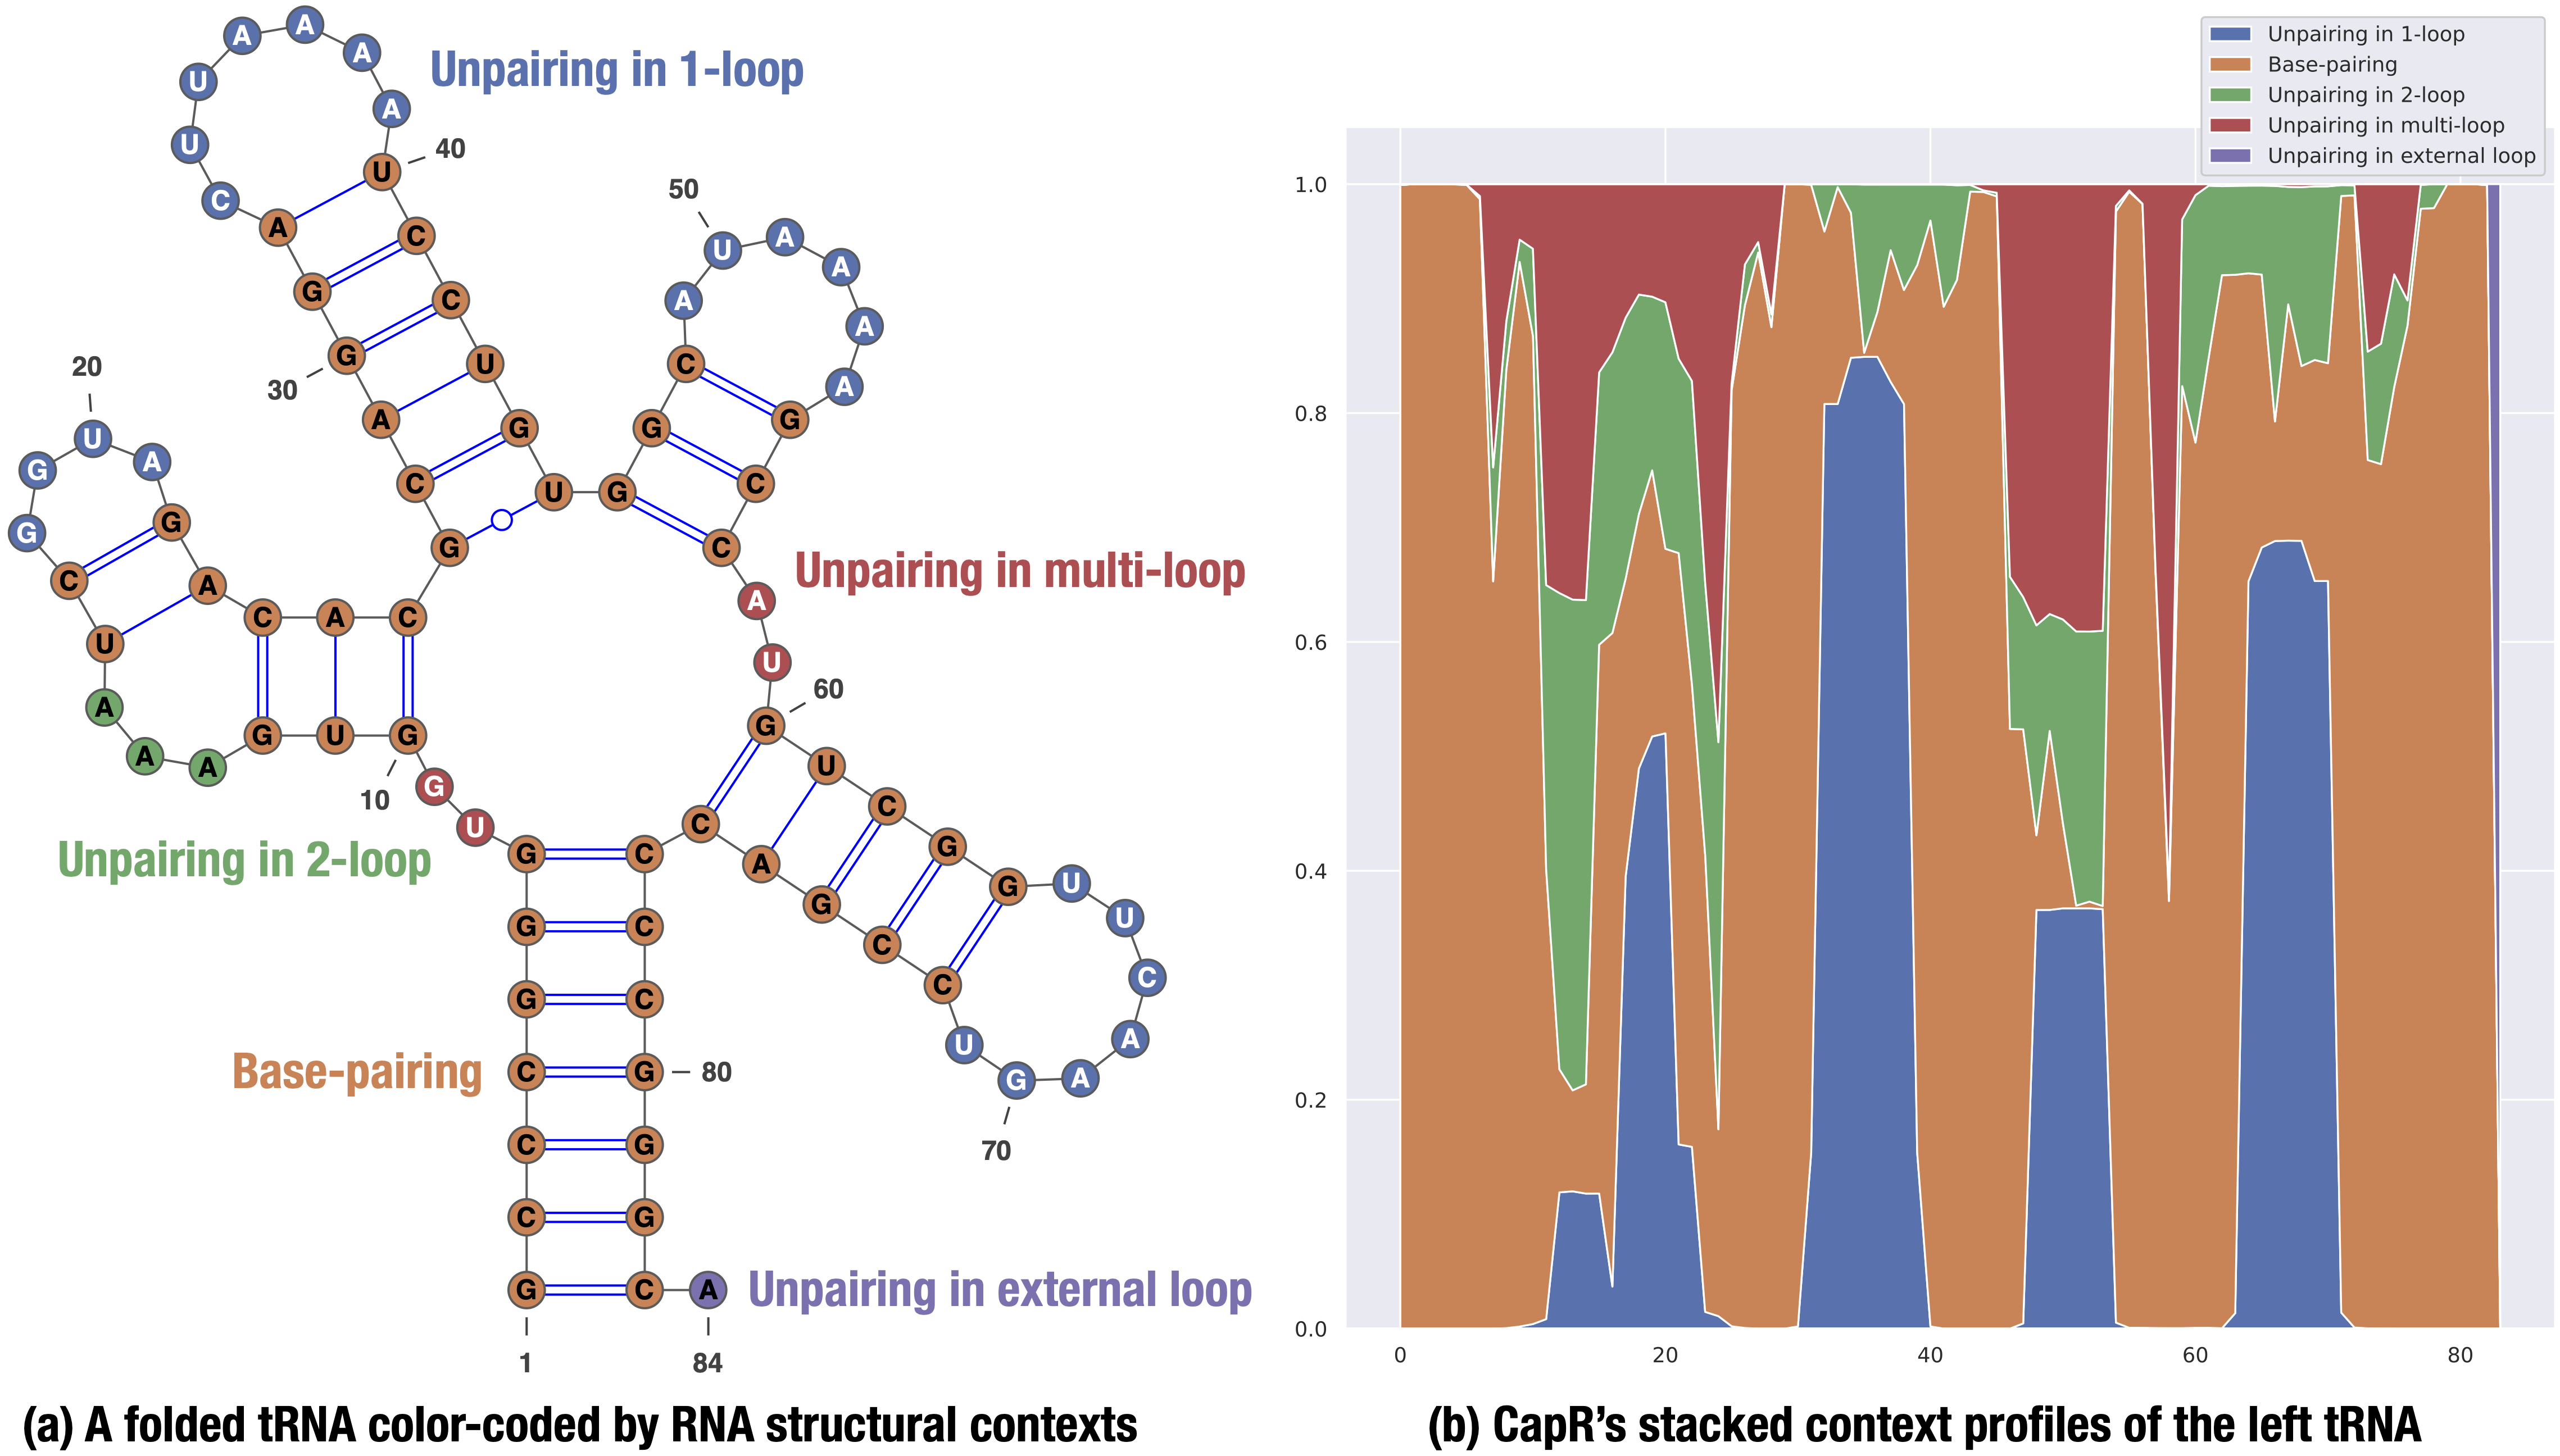 A A A
U A
U U 40
C
A C
G C
G U
30
A G
C U
G
Unpairing in 1-loop
50
U A A
A A
C A
G G
G C
C
20
U A
G G
G C A
U C A C
A
A A G U G
10
G
U
A
U
60
Unpairing in multi-loop
Unpairing in 2-loop
G U C G G U
U
C
C A G C C A
U G A
70
G C
G C
G C
Base-pairing
C G 80
C G
C G
G C A
Unpairing in external loop
1 84
(a) A folded tRNA color-coded by RNA structural contexts
Unpairing in 1-loop
Base-pairing
Unpairing in 2-loop
Unpairing in multi-loop
Unpairing in external loop
1.0
0.8
0.6
0.4
0.2
0.0
0 20 40 60 80
(b) CapR’s stacked context profiles of the left tRNA